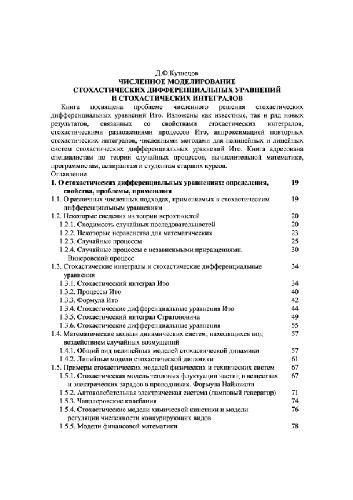 Д.Ф.Кузнецов
ЧИСЛЕННОЕ МОДЕЛИРОВАНИЕ
СТОХАСТИЧЕСКИХ ДИФФЕРЕНЦИАЛЬНЫХ УРАВНЕНИЙ
И СТОХАСТИЧЕСКИХ ИНТЕГРАЛОВ
Книга посвящена проблеме численного решения стохастических
дифференциальных уравнений Ито. Изложены как известных, так и ряд новых
результатов, связанных со свойствами стохастических интегралов,
стохастическими разложениями процессов Ито, аппроксимацией повторных
стохастических интегралов, численными методами для нелинейных и линейных
систем стохастических дифференциальных уравнений Ито. Книга адресована
специалистам по теории случайных процессов, вычислительной математике,
программистам, аспирантам и студентам старших курсов.
Оглавление
1. О стохастических дифференциальных уравнениях: определения, 19
свойства, проблемы, применения
1.1. О различных численных подходах, применимых к стохастическим 19
дифференциальным уравнениям
1.2. Некоторые сведения из теории вероятностей 20
1.2.1. Сходимость случайных последовательностей 20
1.2.2. Некоторые неравенства для математических 23
1.2.3. Случайные процессы 25
1.2.4. Случайные процессы с независимыми приращениями. 30
Винеровский процесс
1.3. Стохастические интегралы и стохастические дифференциальные 34
уравнения
1.3.1. Стохастический интеграл Ито 34
1.3.2. Процессы Ито 40
1.3.3. Формула Ито 42
1.3.4. Стохастические дифференциальные уравнения Ито 44
1.3.5. Стохастический интеграл Стратоновича 49
1.3.6. Стохастические дифференциальные уравнения 55
1.4. Математические модели динамических систем, находящихся под 57
воздействием случайных возмущений
1.4.1. Общий вид нелинейных моделей стохастической динамики 57
1.4.2. Линейные модели стохастической динамики 61
1.5. Примеры стохастических моделей физических и технических систем 67
1.5.1. Стохастическая модель тепловых флуктуаций частиц в веществах 67
и электрических зарядов в проводниках. Формула Найквиста
1.5.2. Автоколебательная электрическая система (ламповый генератор) 71
1.5.3. Чандлеровские колебания 74
1.5.4. Стохастические модели химической кинетики и модели 76
регуляции численности конкурирующих видов
1.5.5. Модели финансовой математики 78